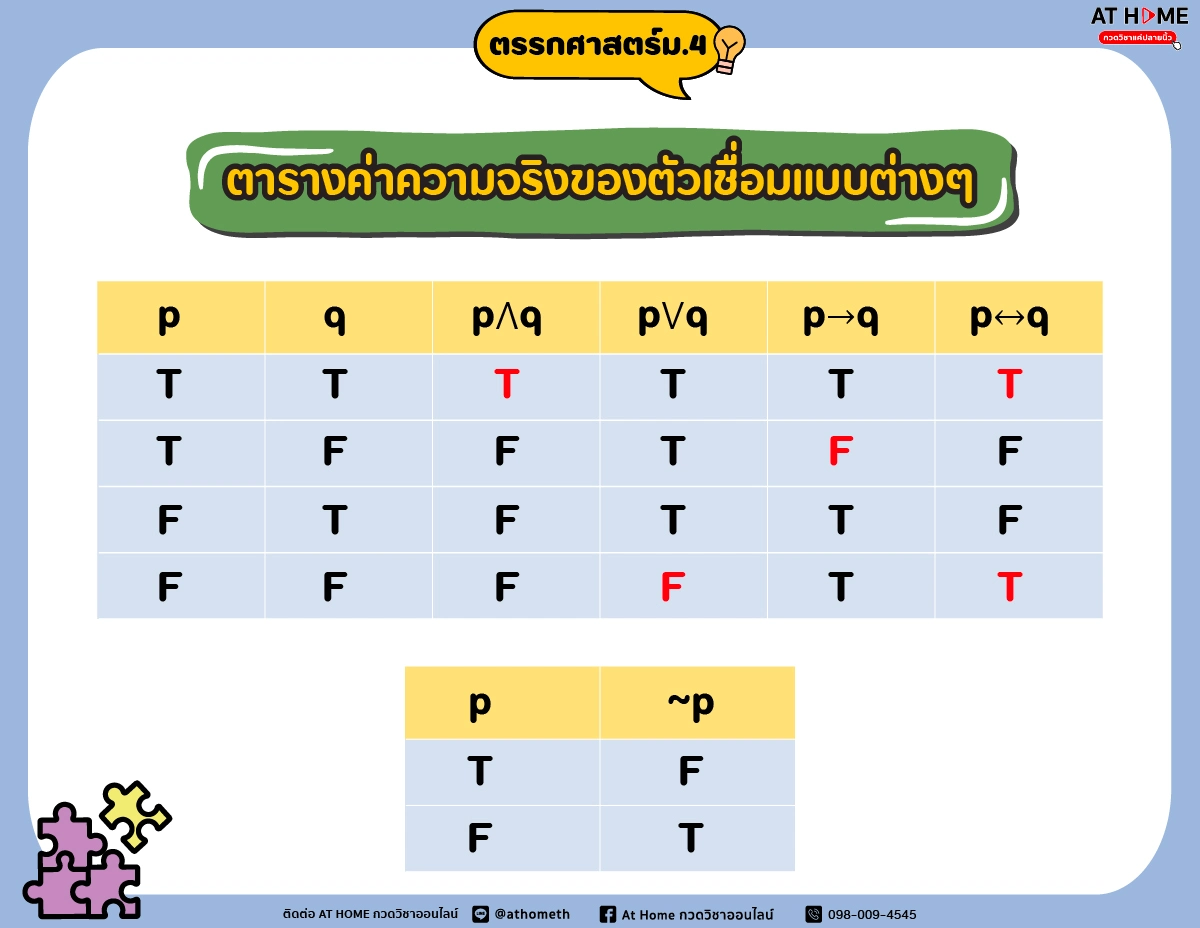 AT HOME
กวดวิชาแค่ปลายนิ้ว
ตรรกศาสตร์ม.4
ตารางค่าความจริงของตัวเชื่อมแบบต่างๆ
p q p∧q p∨q p→q p↔q
T T T T T T
T F F T F F
F T F T T F
F F F F T T
p ~p
T F
F T
ติดต่อ AT HOME กวดวิชาออนไลน์ @athometh At Home กวดวิชาออนไลน์ 098-009-4545